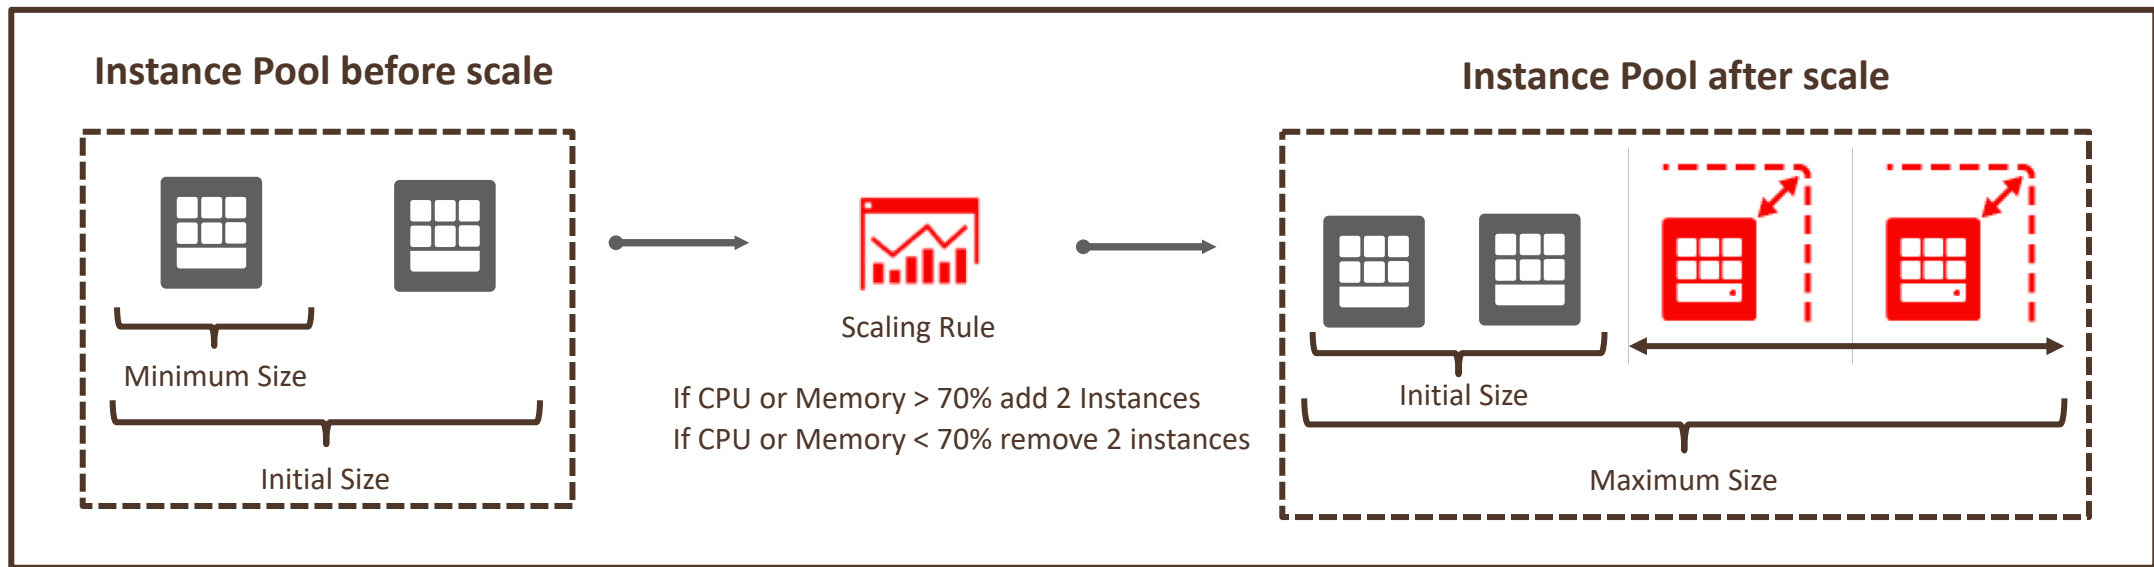 Instance Pool before scale
Minimum Size
Initial Size
Scaling Rule
If CPU or Memory > 70% add 2 Instances
If CPU or Memory < 70% remove 2 instances
Instance Pool after scale
Initial Size
Maximum Size